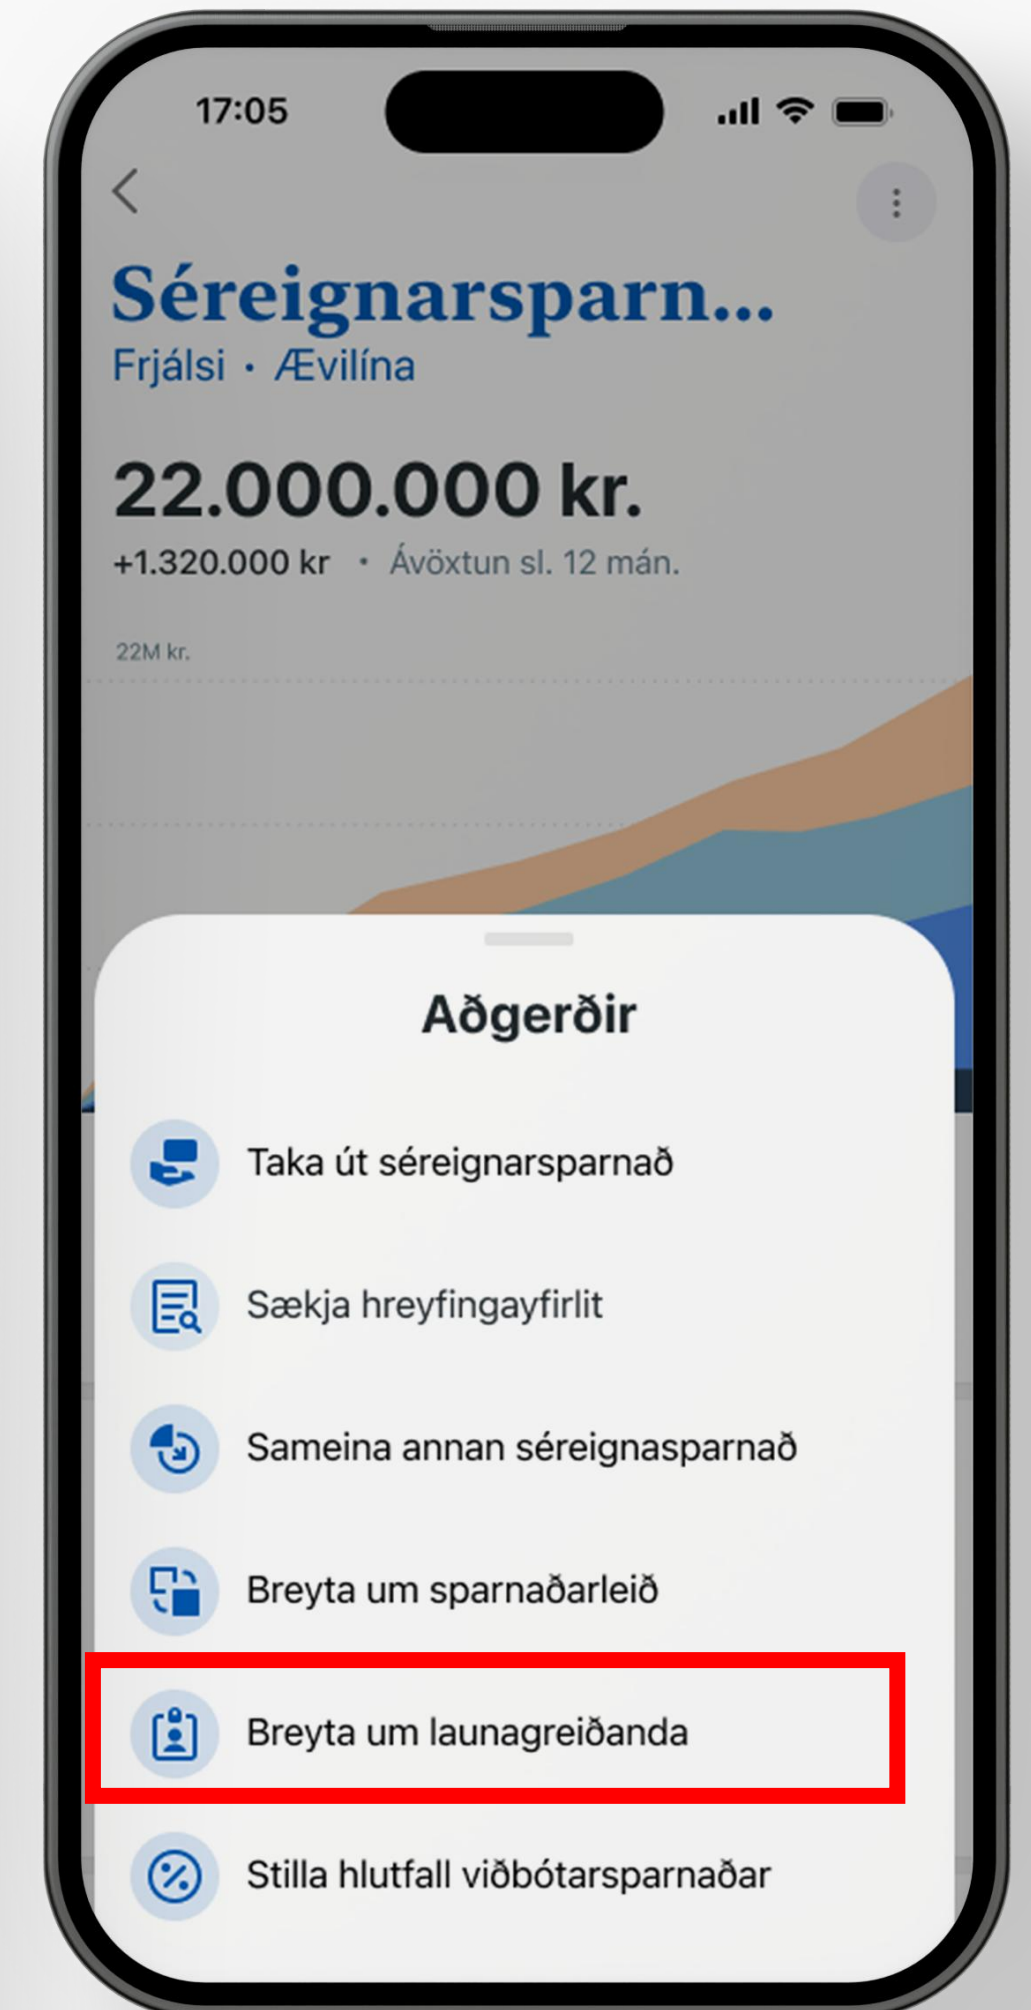 17:05
Séreignarsparn...
Frjálsi · Ævilína
22.000.000 kr.
+1.320.000 kr · Ávöxtun sl. 12 mán.
22M kr.
Aðgerðir
Taka út séreignarsparnað
Sækja hreyfingayfirlit
Sameina annan séreignasparnað
Breyta um sparnaðarleið
Breyta um launagreiðanda
Stilla hlutfall viðbótarsparnaðar